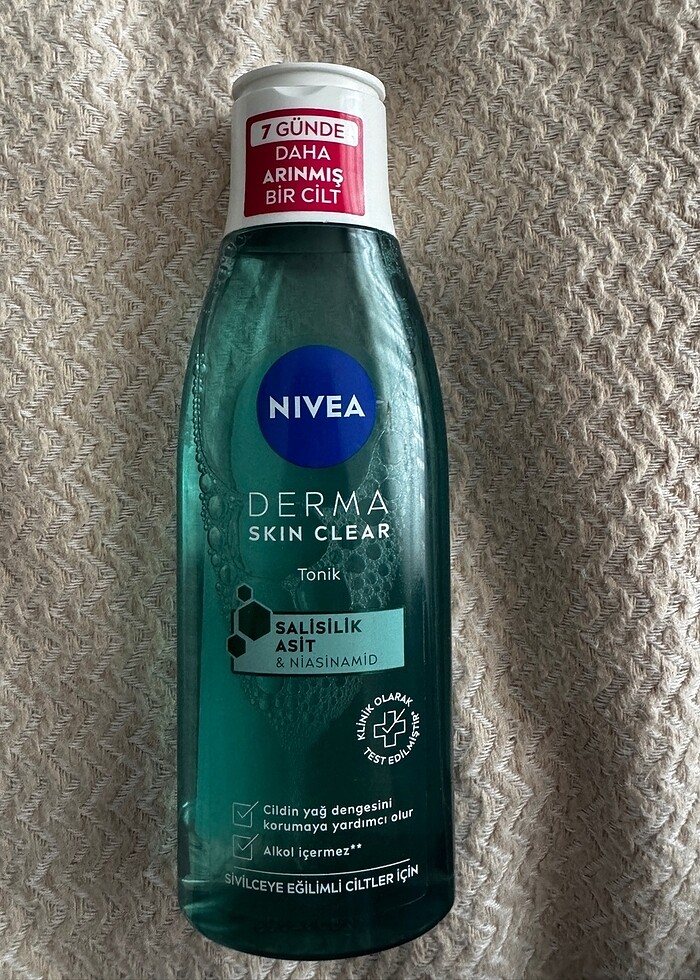 7 GÜNDE
DAHA
ARINMIŞ
BİR CİLT
NIVEA
DERMA
SKIN CLEAR
Tonik
SALİSİLİK
ASİT
& NİASİNAMİD
KLİNİK OLARAK
TEST EDİLMİŞTİR*
Cildin yağ dengesini
korumaya yardımcı olur
Alkol içermez**
SİVİLCEYE EĞİLİMLİ CİLTLER İÇİN